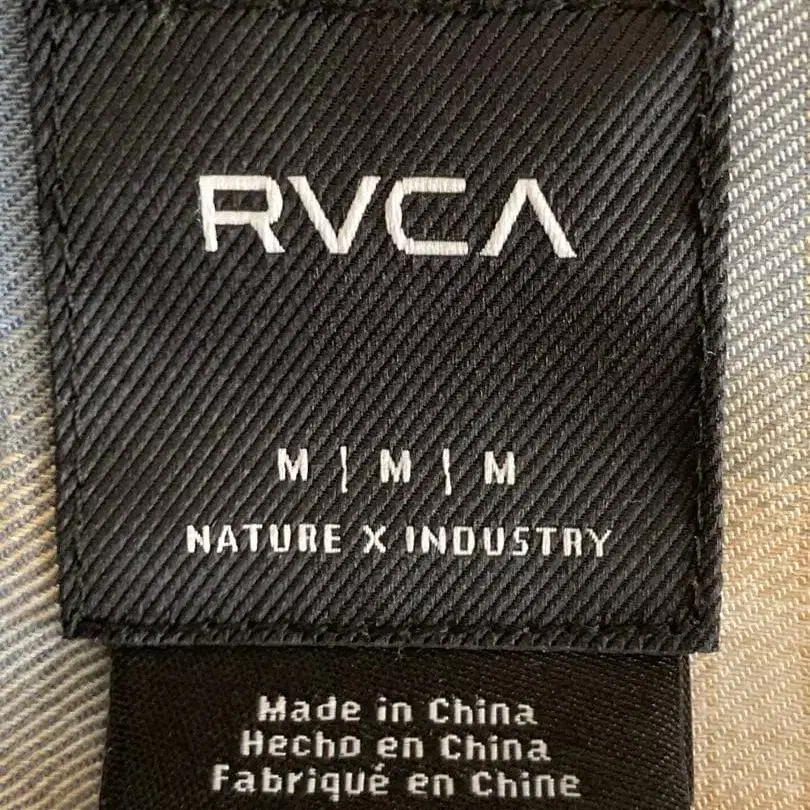 RVCA
M | M | M
NATURE X INDUSTRY
Made in China
Hecho en China
Fabriqué en Chine